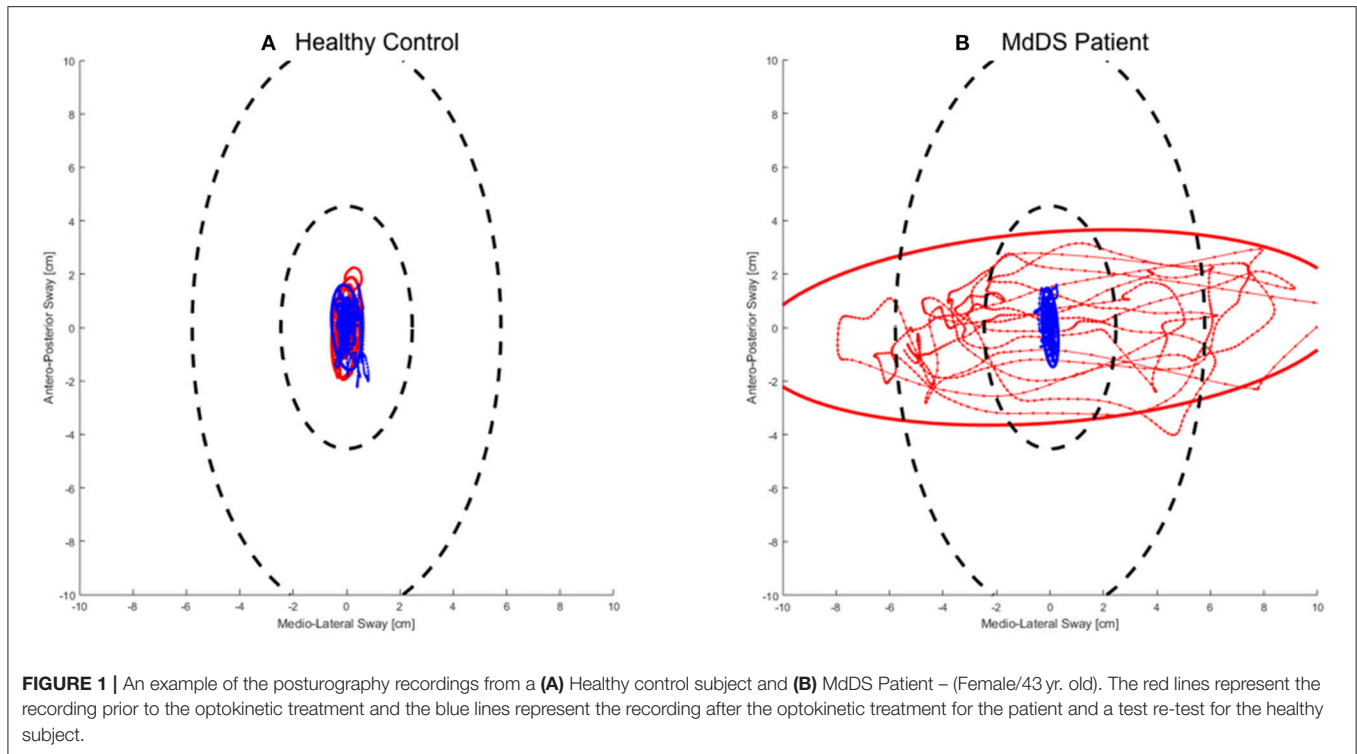 A Healthy Control
B MdDS Patient
10
8
6
4
2
0
-2
-4
-6
-8
-10
Antero-Posterior Sway [cm]
-10 -8 -6 -4 -2 0 2 4 6 8 10
Medio-Lateral Sway [cm]
10
8
6
4
2
0
-2
-4
-6
-8
-10
Antero-Posterior Sway [cm]
-10 -8 -6 -4 -2 0 2 4 6 8 10
Medio-Lateral Sway [cm]
FIGURE 1 | An example of the posturography recordings from a (A) Healthy control subject and (B) MdDS Patient – (Female/43 yr. old). The red lines represent the
recording prior to the optokinetic treatment and the blue lines represent the recording after the optokinetic treatment for the patient and a test re-test for the healthy
subject.